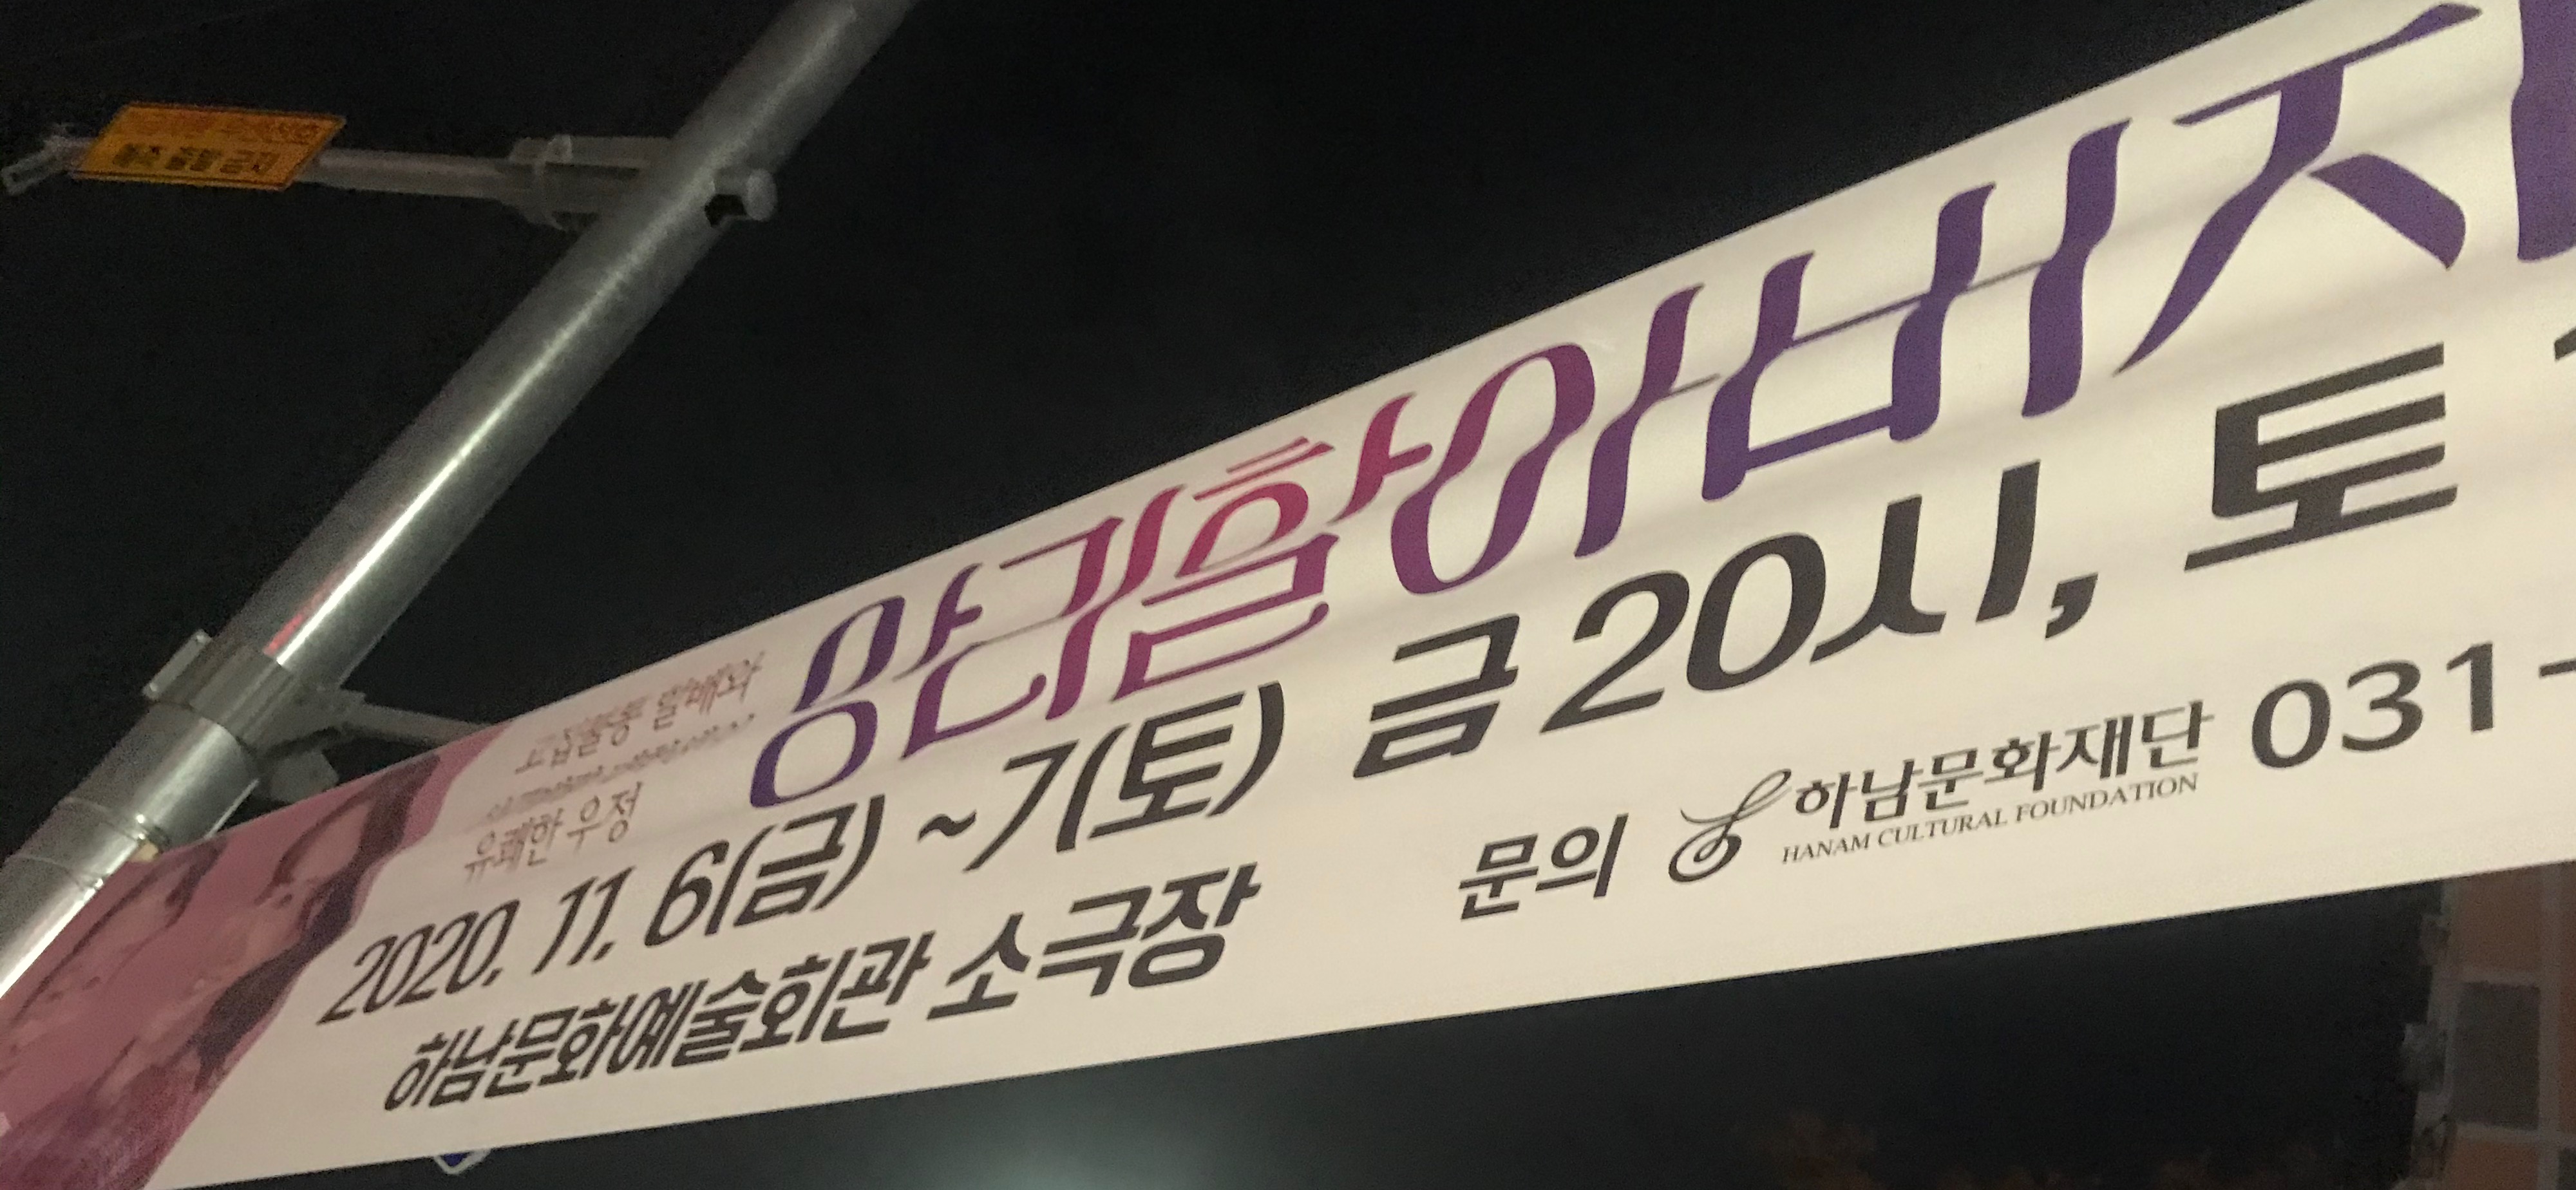 유쾌한 우정
앙리할아버지
2020. 11. 6(금) ~7(토) 금 20시, 토
하남문화예술회관 소극장
문의 하남문화재단 031-
HANAM CULTURAL FOUNDATION